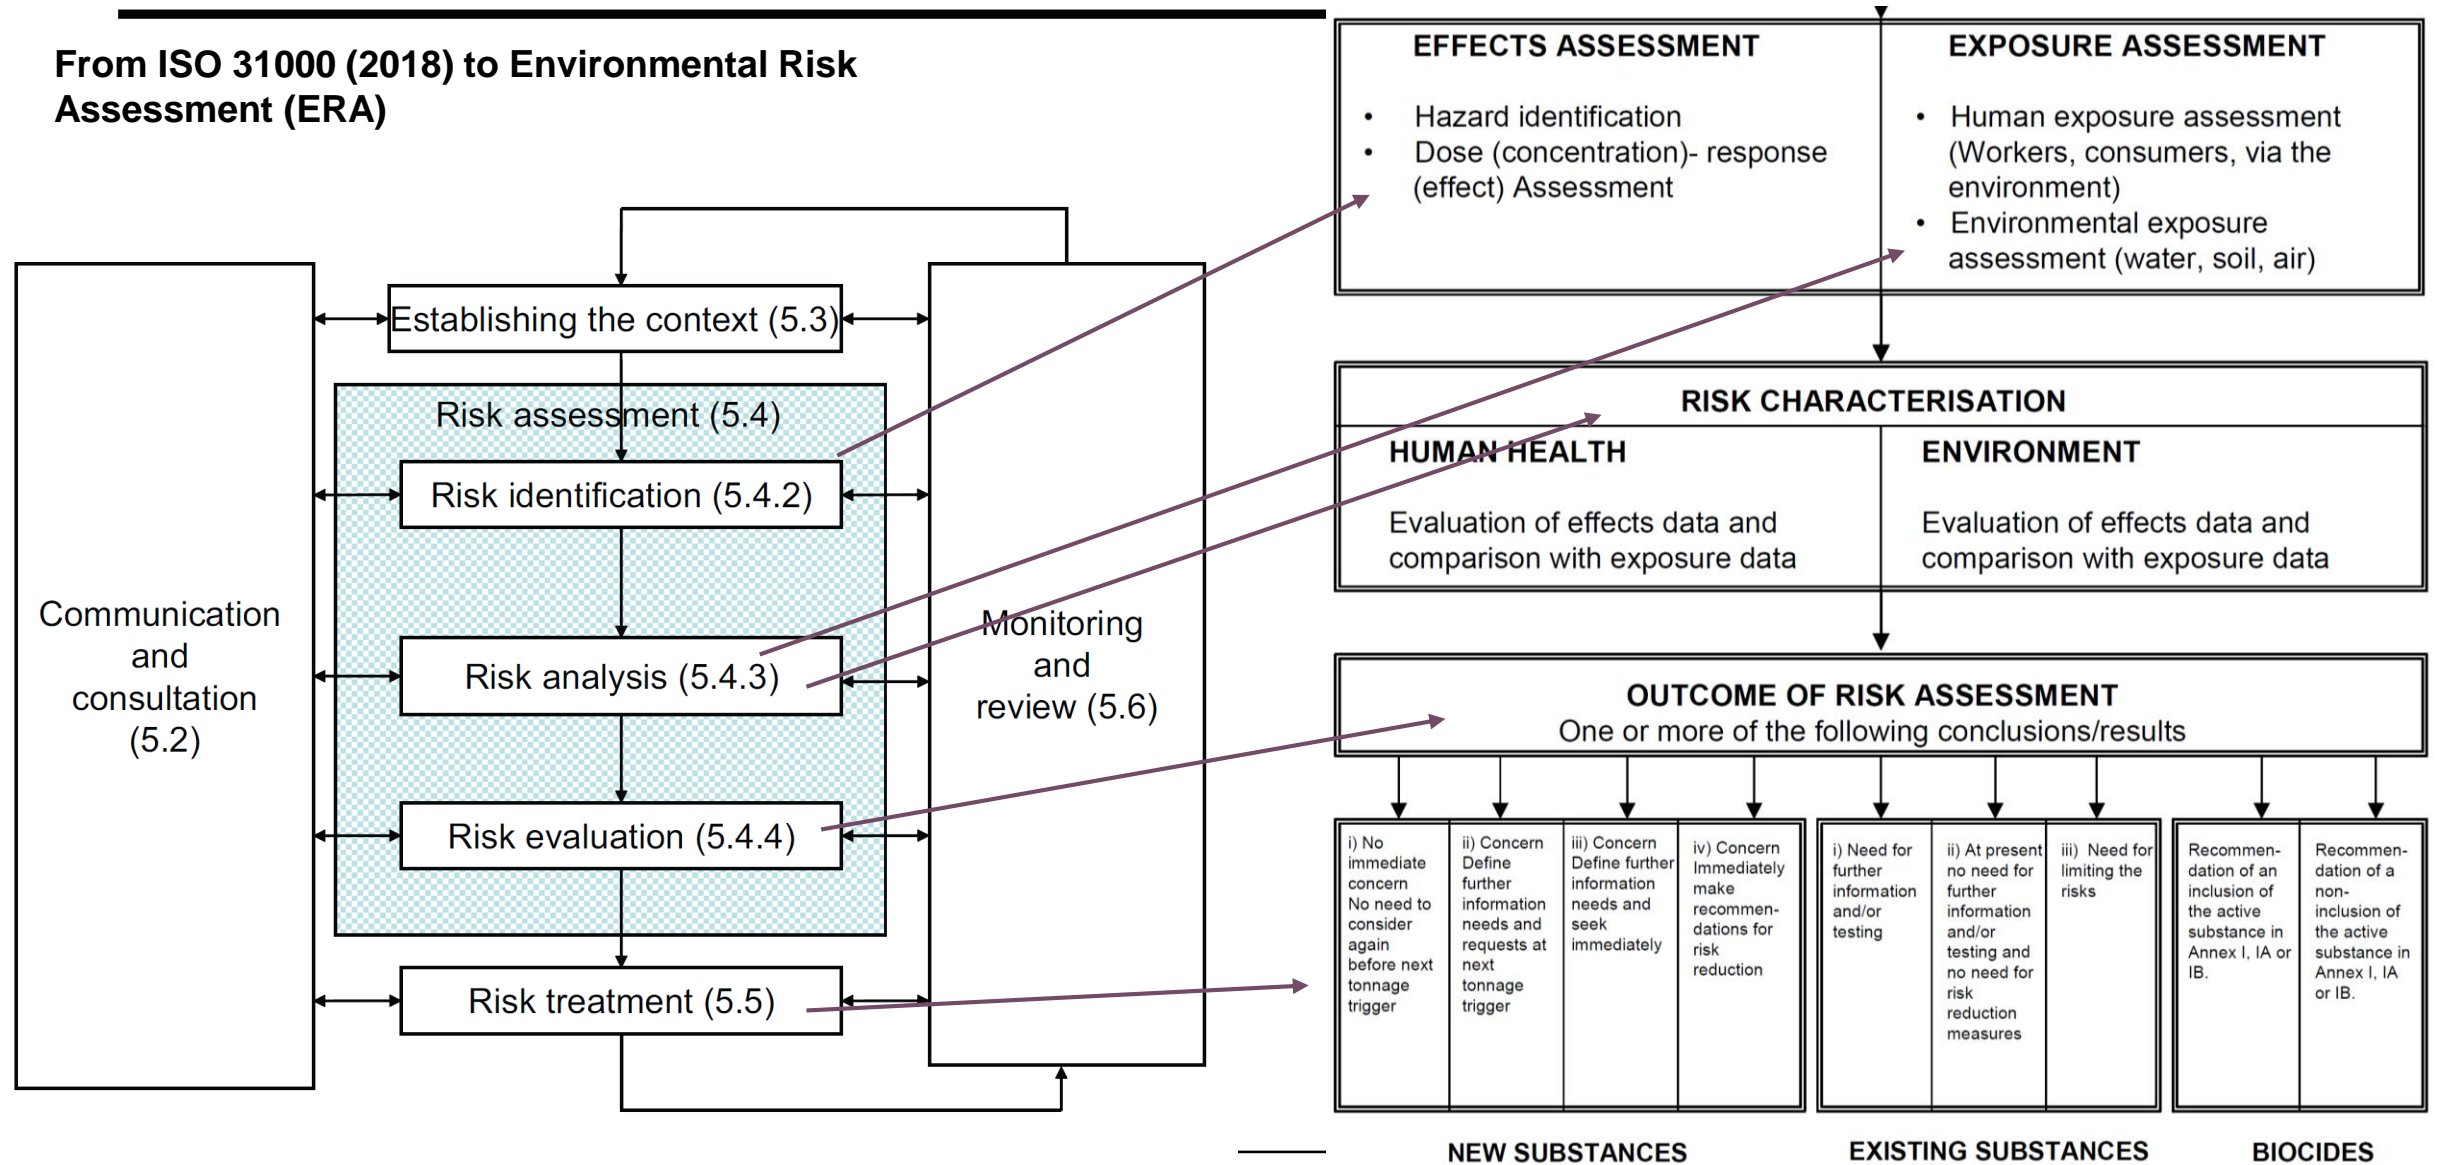 From ISO 31000 (2018) to Environmental Risk
Assessment (ERA)
Communication
and
consultation
(5.2)
Establishing the context (5.3)
Risk assessment (5.4)
Risk identification (5.4.2)
Risk analysis (5.4.3)
Risk evaluation (5.4.4)
Risk treatment (5.5)
Monitoring
and
review (5.6)
EFFECTS ASSESSMENT
• Hazard identification
• Dose (concentration)- response
(effect) Assessment
EXPOSURE ASSESSMENT
• Human exposure assessment
(Workers, consumers, via the
environment)
• Environmental exposure
assessment (water, soil, air)
RISK CHARACTERISATION
HUMAN HEALTH
Evaluation of effects data and
comparison with exposure data
ENVIRONMENT
Evaluation of effects data and
comparison with exposure data
OUTCOME OF RISK ASSESSMENT
One or more of the following conclusions/results
i) No
immediate
concern
No need to
consider
again
before next
tonnage
trigger
ii) Concern
Define
further
information
needs and
requests at
next
tonnage
trigger
iii) Concern
Define further
information
needs and
seek
immediately
iv) Concern
Immediately
make
recommen-
dations for
risk
reduction
i) Need for
further
information
and/or
testing
ii) At present
no need for
further
information
and/or
testing and
no need for
risk
reduction
measures
iii) Need for
limiting the
risks
Recommen-
dation of an
inclusion of
the active
substance in
Annex I, IA or
IB.
Recommen-
dation of a
non-
inclusion of
the active
substance in
Annex I, IA
or IB.
NEW SUBSTANCES
EXISTING SUBSTANCES
BIOCIDES